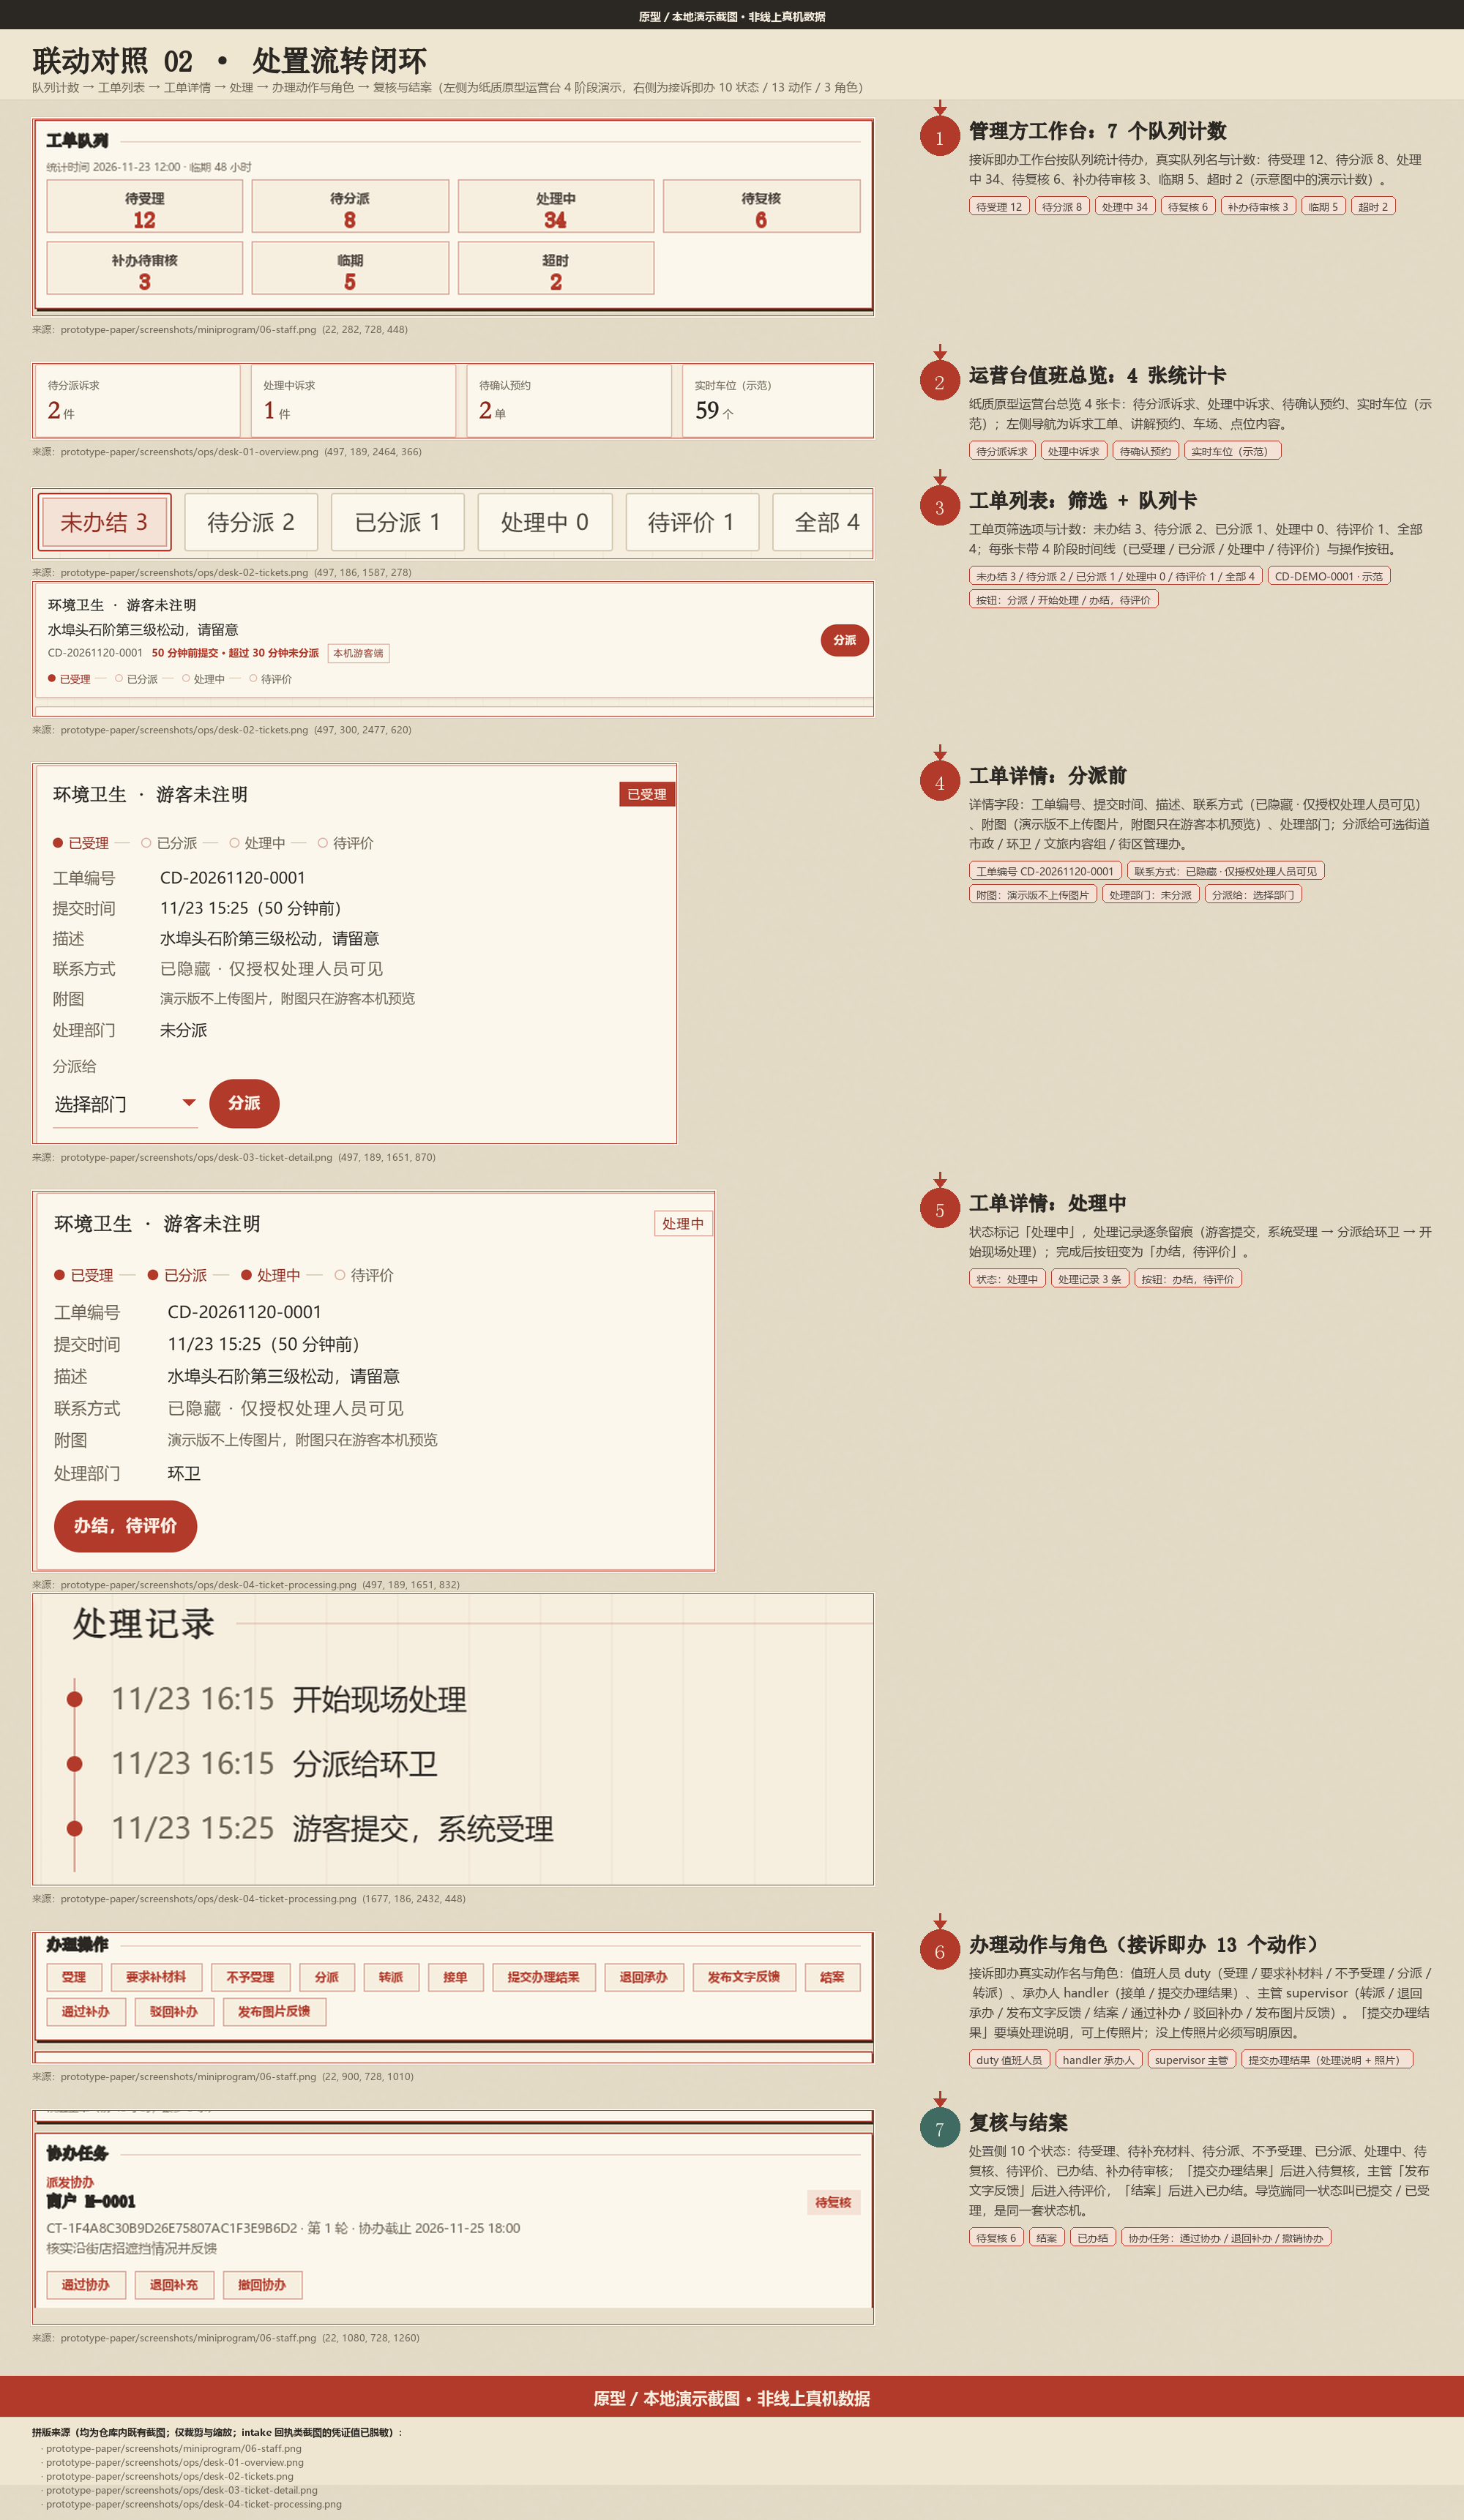 原型 / 本地演示截图 • 非线上真机数据
联动对照 02 • 处置流转闭环
队列计数 → 工单列表 → 工单详情 → 处理 → 办理动作与角色 → 复核与结案（左侧为纸质原型运营台 4 阶段演示，右侧为接诉即办 10 状态 / 13 动作 / 3 角色）
工单队列
统计时间 2026-11-23 12:00 · 临期 48 小时
待受理 待分派 处理中 待复核
12 8 34 6
补办待审核 临期 超时
3 5 2
来源：prototype-paper/screenshots/miniprogram/06-staff.png (22, 282, 728, 448)
1
管理方工作台：7 个队列计数
接诉即办工作台按队列统计待办，真实队列名与计数：待受理 12、待分派 8、处理
中 34、待复核 6、补办待审核 3、临期 5、超时 2（示意图中的演示计数）。
待受理 12 待分派 8 处理中 34 待复核 6 补办待审核 3 临期 5 超时 2
待分派诉求 处理中诉求 待确认预约 实时车位（示范）
2 件 1 件 2 单 59 个
来源：prototype-paper/screenshots/ops/desk-01-overview.png (497, 189, 2464, 366)
2
运营台值班总览：4 张统计卡
纸质原型运营台总览 4 张卡：待分派诉求、处理中诉求、待确认预约、实时车位（示
范）；左侧导航为诉求工单、讲解预约、车场、点位内容。
待分派诉求 处理中诉求 待确认预约 实时车位（示范）
未办结 3 待分派 2 已分派 1 处理中 0 待评价 1 全部 4
来源：prototype-paper/screenshots/ops/desk-02-tickets.png (497, 186, 1587, 278)
环境卫生 · 游客未注明
水埠头石阶第三级松动，请留意
CD-20261120-0001 50 分钟前提交 • 超过 30 分钟未分派 本机游客端
分派
已受理 已分派 处理中 待评价
来源：prototype-paper/screenshots/ops/desk-02-tickets.png (497, 300, 2477, 620)
3
工单列表：筛选 + 队列卡
工单页筛选项与计数：未办结 3、待分派 2、已分派 1、处理中 0、待评价 1、全部
4；每张卡带 4 阶段时间线（已受理 / 已分派 / 处理中 / 待评价）与操作按钮。
未办结 3 / 待分派 2 / 已分派 1 / 处理中 0 / 待评价 1 / 全部 4 CD-DEMO-0001 · 示范
按钮：分派 / 开始处理 / 办结，待评价
环境卫生 · 游客未注明 已受理
已受理 已分派 处理中 待评价
工单编号 CD-20261120-0001
提交时间 11/23 15:25（50 分钟前）
描述 水埠头石阶第三级松动，请留意
联系方式 已隐藏 · 仅授权处理人员可见
附图 演示版不上传图片，附图只在游客本机预览
处理部门 未分派
分派给
选择部门 分派
来源：prototype-paper/screenshots/ops/desk-03-ticket-detail.png (497, 189, 1651, 870)
4
工单详情：分派前
详情字段：工单编号、提交时间、描述、联系方式（已隐藏 · 仅授权处理人员可见）
、附图（演示版不上传图片，附图只在游客本机预览）、处理部门；分派给可选街道
市政 / 环卫 / 文旅内容组 / 街区管理办。
工单编号 CD-20261120-0001 联系方式：已隐藏 · 仅授权处理人员可见
附图：演示版不上传图片 处理部门：未分派 分派给：选择部门
环境卫生 · 游客未注明 处理中
已受理 已分派 处理中 待评价
工单编号 CD-20261120-0001
提交时间 11/23 15:25（50 分钟前）
描述 水埠头石阶第三级松动，请留意
联系方式 已隐藏 · 仅授权处理人员可见
附图 演示版不上传图片，附图只在游客本机预览
处理部门 环卫
办结，待评价
来源：prototype-paper/screenshots/ops/desk-04-ticket-processing.png (497, 189, 1651, 832)
处理记录
11/23 16:15 开始现场处理
11/23 16:15 分派给环卫
11/23 15:25 游客提交，系统受理
来源：prototype-paper/screenshots/ops/desk-04-ticket-processing.png (1677, 186, 2432, 448)
5
工单详情：处理中
状态标记「处理中」，处理记录逐条留痕（游客提交，系统受理 → 分派给环卫 → 开
始现场处理）；完成后按钮变为「办结，待评价」。
状态：处理中 处理记录 3 条 按钮：办结，待评价
办理操作
受理 要求补材料 不予受理 分派 转派 接单 提交办理结果 退回承办 发布文字反馈 结案
通过补办 驳回补办 发布图片反馈
来源：prototype-paper/screenshots/miniprogram/06-staff.png (22, 900, 728, 1010)
6
办理动作与角色（接诉即办 13 个动作）
接诉即办真实动作名与角色：值班人员 duty（受理 / 要求补材料 / 不予受理 / 分派 /
转派）、承办人 handler（接单 / 提交办理结果）、主管 supervisor（转派 / 退回
承办 / 发布文字反馈 / 结案 / 通过补办 / 驳回补办 / 发布图片反馈）。「提交办理结
果」要填处理说明，可上传照片；没上传照片必须写明原因。
duty 值班人员 handler 承办人 supervisor 主管 提交办理结果（处理说明 + 照片）
协办任务
派发协办
商户 M-0001 待复核
CT-1F4A8C30B9D26E75807AC1F3E9B6D2 · 第 1 轮 · 协办截止 2026-11-25 18:00
核实沿街店招遮挡情况并反馈
通过协办 退回补充 撤回协办
来源：prototype-paper/screenshots/miniprogram/06-staff.png (22, 1080, 728, 1260)
7
复核与结案
处置侧 10 个状态：待受理、待补充材料、待分派、不予受理、已分派、处理中、待
复核、待评价、已办结、补办待审核；「提交办理结果」后进入待复核，主管「发布
文字反馈」后进入待评价，「结案」后进入已办结。导览端同一状态叫已提交 / 已受
理，是同一套状态机。
待复核 6 结案 已办结 协办任务：通过协办 / 退回补办 / 撤销协办
原型 / 本地演示截图 • 非线上真机数据
拼版来源（均为仓库内既有截图；仅裁剪与缩放；intake 回执类截图的凭证值已脱敏）：
· prototype-paper/screenshots/miniprogram/06-staff.png
· prototype-paper/screenshots/ops/desk-01-overview.png
· prototype-paper/screenshots/ops/desk-02-tickets.png
· prototype-paper/screenshots/ops/desk-03-ticket-detail.png
· prototype-paper/screenshots/ops/desk-04-ticket-processing.png